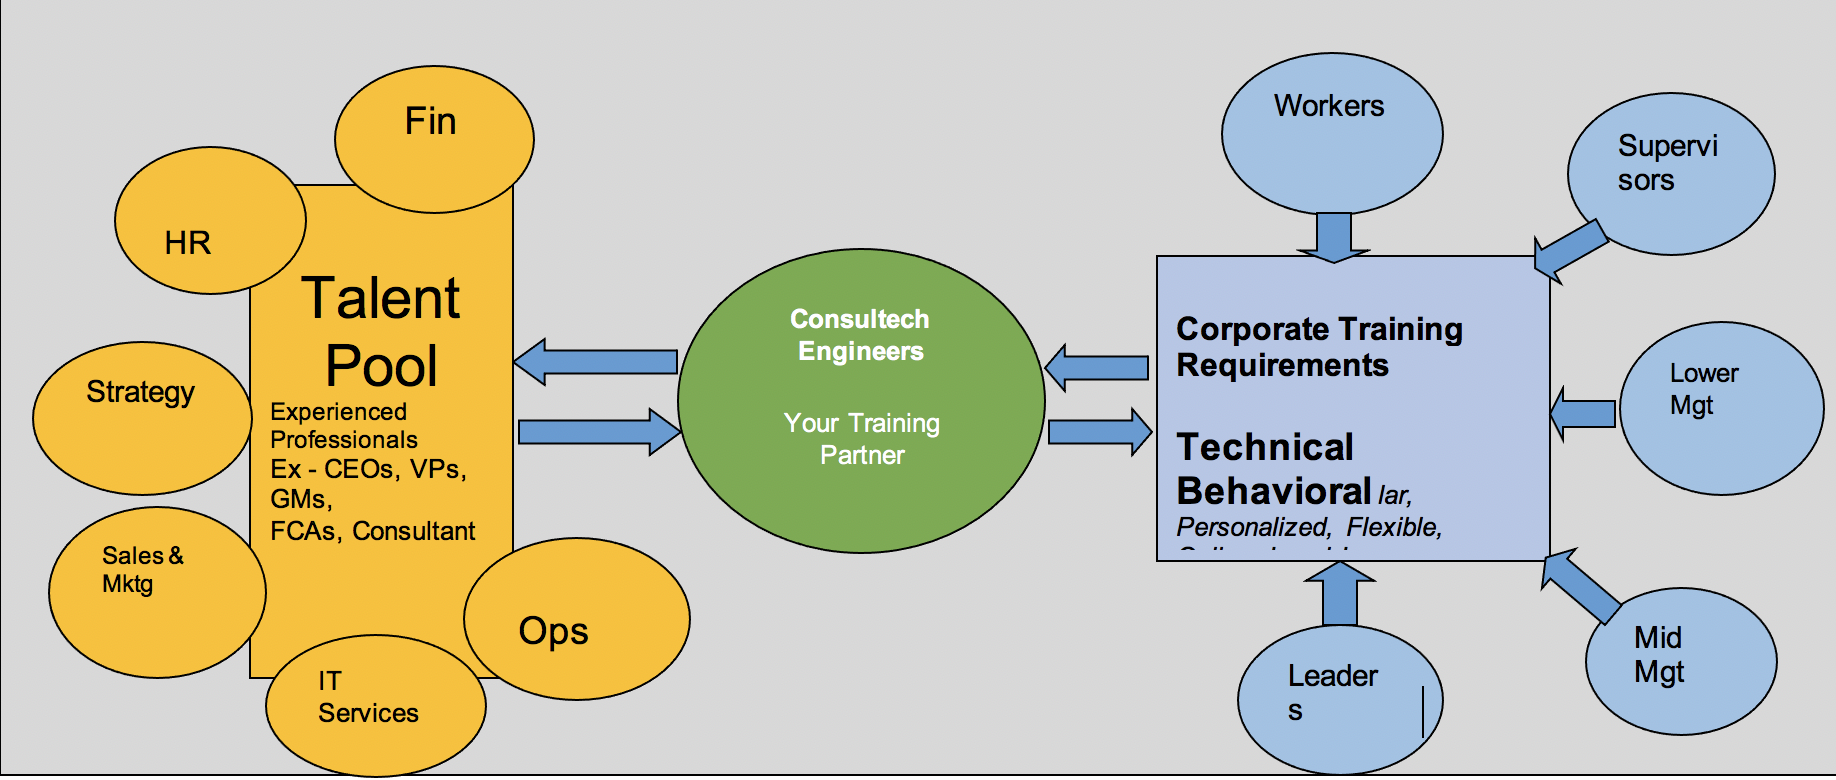 Fin
HR
Talent
Pool
Experienced
Professionals
Ex - CEOs, VPs,
GMs,
FCAs, Consultant
Strategy
Sales &
Mktg
IT
Services
Ops
Consultech
Engineers
Your Training
Partner
Workers
Supervi
sors
Corporate Training
Requirements
Technical
Behavioral lar,
Personalized, Flexible,
Lower
Mgt
Mid
Mgt
Leader
s